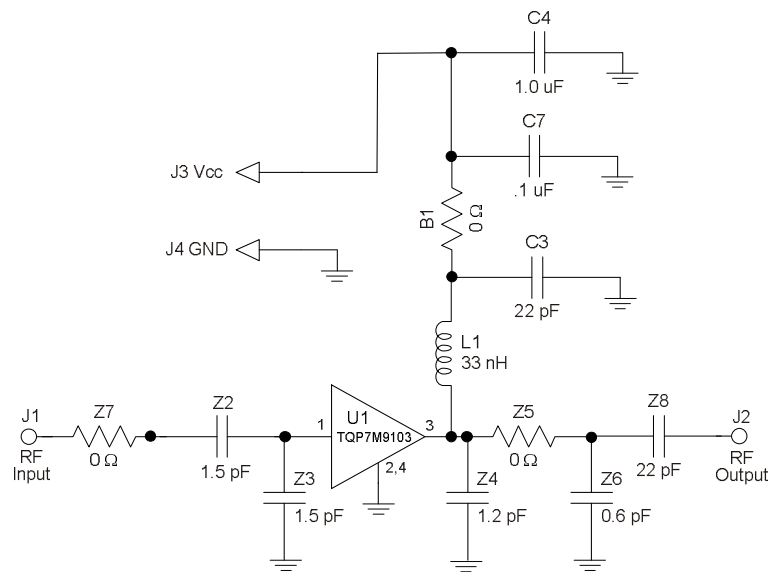 C4
1.0 uF
C7
.1 uF
J3 Vcc
B1
0 Ω
J4 GND
C3
22 pF
L1
33 nH
J1
RF
Input
Z7
0 Ω
Z2
1.5 pF
Z3
1.5 pF
1
U1
TQP7M9103
2,4
3
Z4
1.2 pF
Z5
0 Ω
Z6
0.6 pF
Z8
22 pF
J2
RF
Output